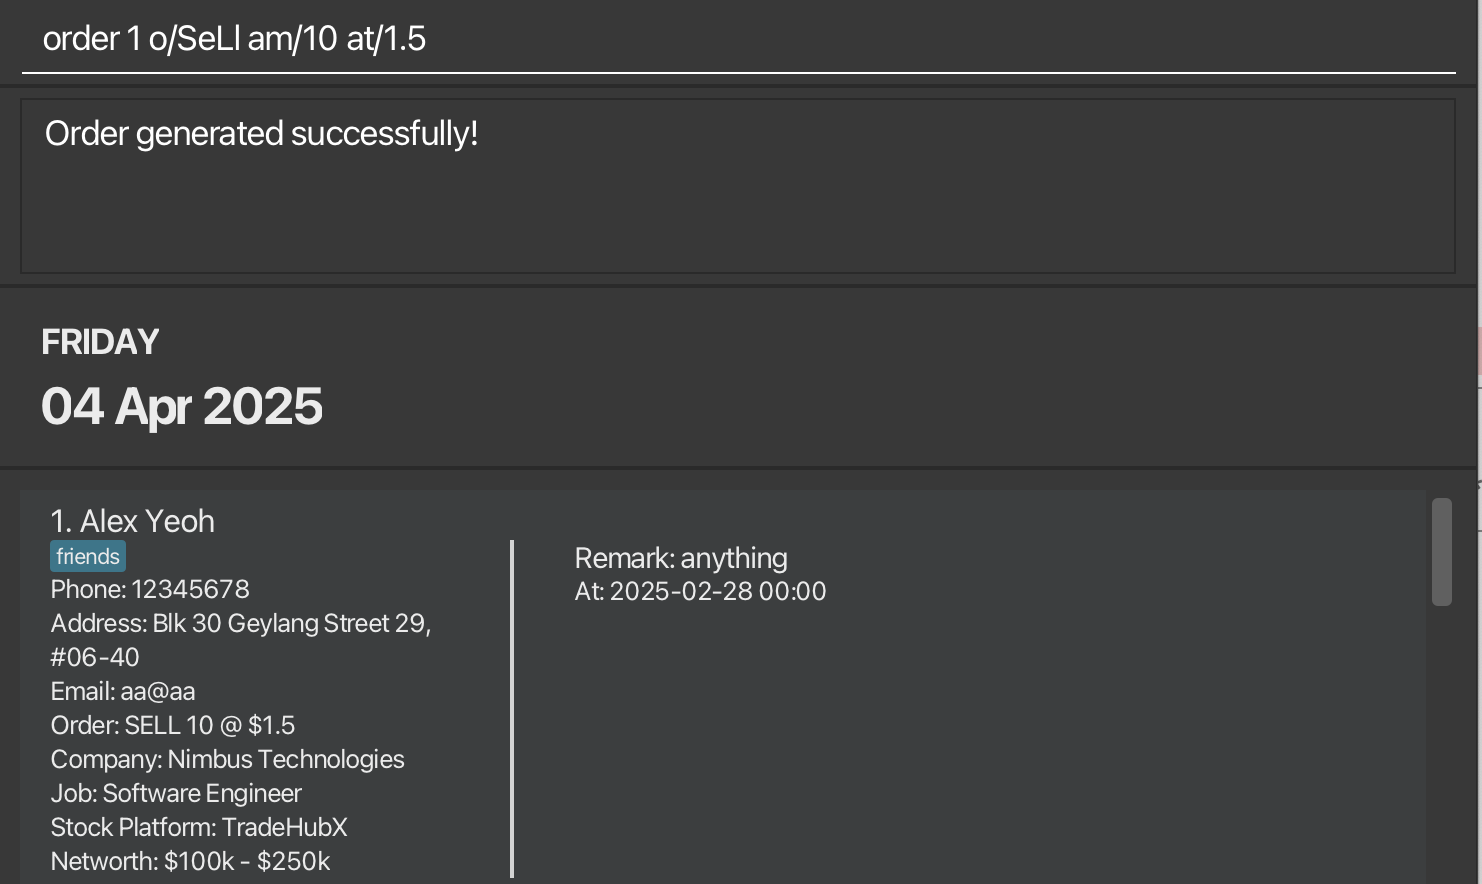 order 1 o/SeLl am/10 at/1.5
Order generated successfully!
FRIDAY
04 Apr 2025
1. Alex Yeoh
friends
Phone: 12345678
Address: Blk 30 Geylang Street 29,
#06-40
Email: aa@aa
Order: SELL 10 @ $1.5
Company: Nimbus Technologies
Job: Software Engineer
Stock Platform: TradeHubX
Networth: $100k - $250k
Remark: anything
At: 2025-02-28 00:00